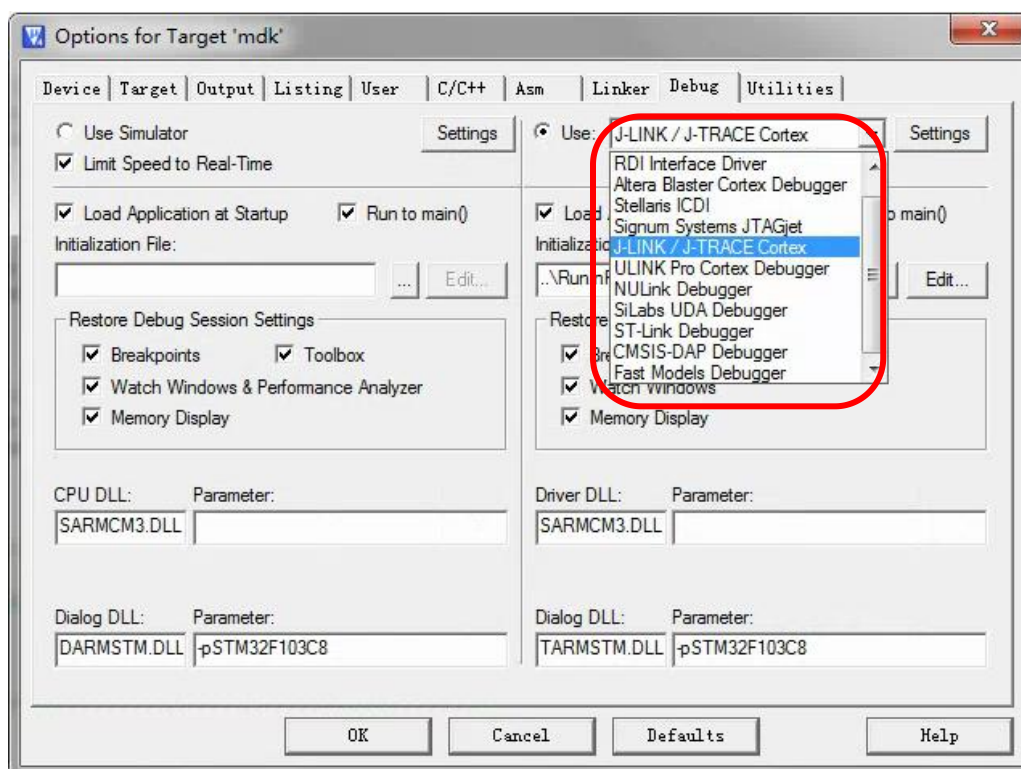 Options for Target 'mdk'
Device Target Output Listing User C/C++ Asm Linker Debug Utilities
Use Simulator Settings
Limit Speed to Real-Time
Use: J-LINK / J-TRACE Cortex Settings
RDI Interface Driver
Altera Blaster Cortex Debugger
Stellaris ICDI
Signum Systems JTAGjet
J-LINK / J-TRACE Cortex
ULINK Pro Cortex Debugger
NULink Debugger
SiLabs UDA Debugger
ST-Link Debugger
CMSIS-DAP Debugger
Fast Models Debugger
Load Application at Startup Run to main()
Initialization File:
... Edit...
Restore Debug Session Settings
Breakpoints Toolbox
Watch Windows & Performance Analyzer
Memory Display
Load main()
Edit...
Watch Windows
Memory Display
CPU DLL: Parameter:
SARMCM3.DLL
Driver DLL: Parameter:
SARMCM3.DLL
Dialog DLL: Parameter:
DARMSTM.DLL -pSTM32F103C8
Dialog DLL: Parameter:
TARMSTM.DLL -pSTM32F103C8
OK Cancel Defaults Help